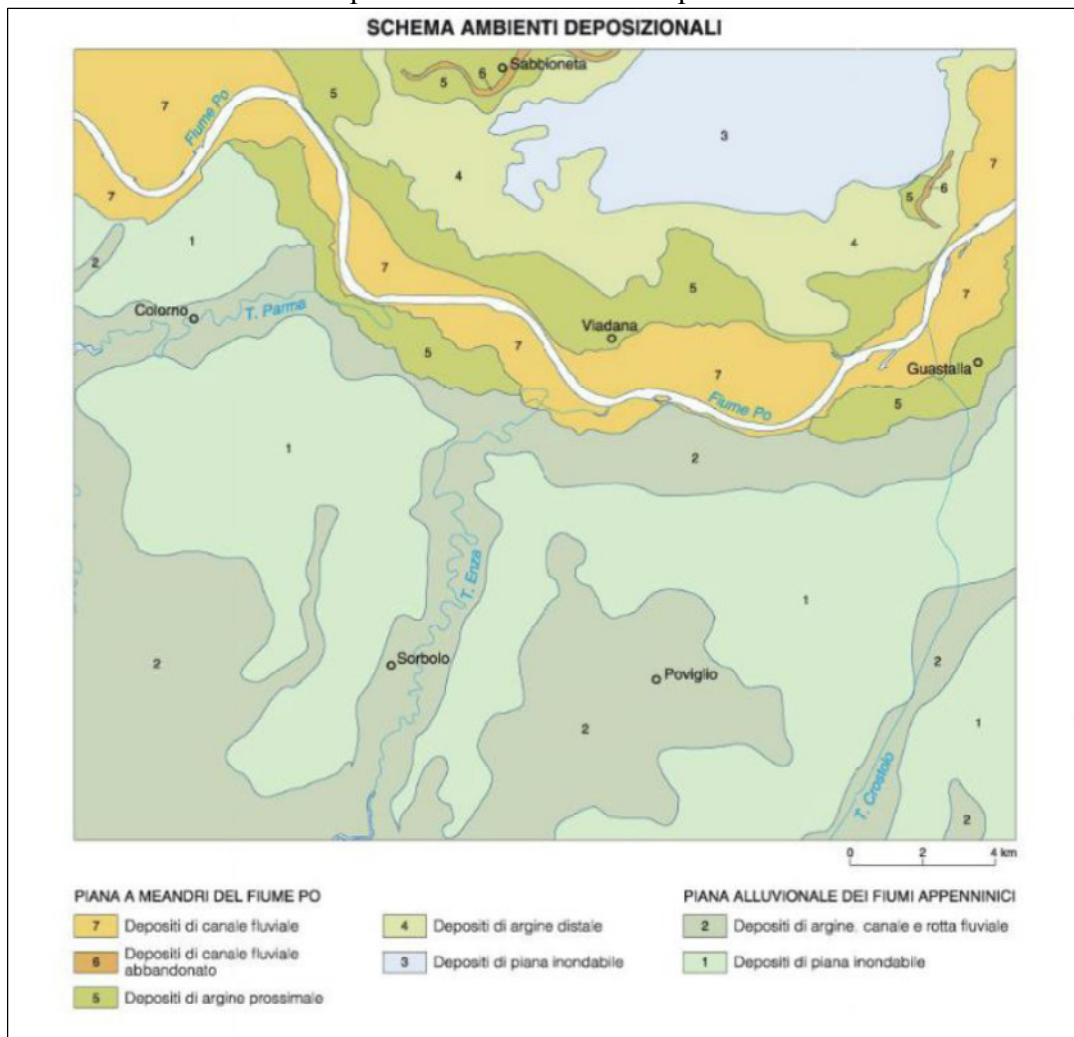 SCHEMA AMBIENTI DEPOSIZIONALI
5
6
Sabbioneta
7
5
Fiume Po
3
7
4
6
5
7
1
4
2
7
5
7
Colorno
T. Parma
Viadana
5
7
7
Guastalla
Fiume Po
5
1
2
T. Enza
1
2
Sorbolo
Poviglio
2
2
1
T. Crostolo
2
0 2 4 km
PIANA A MEANDRI DEL FIUME PO
7 Depositi di canale fluviale
6 Depositi di canale fluviale
abbandonato
5 Depositi di argine prossimale
4 Depositi di argine distale
3 Depositi di piana inondabile
PIANA ALLUVIONALE DEI FIUMI APPENNINICI
2 Depositi di argine, canale e rotta fluviale
1 Depositi di piana inondabile